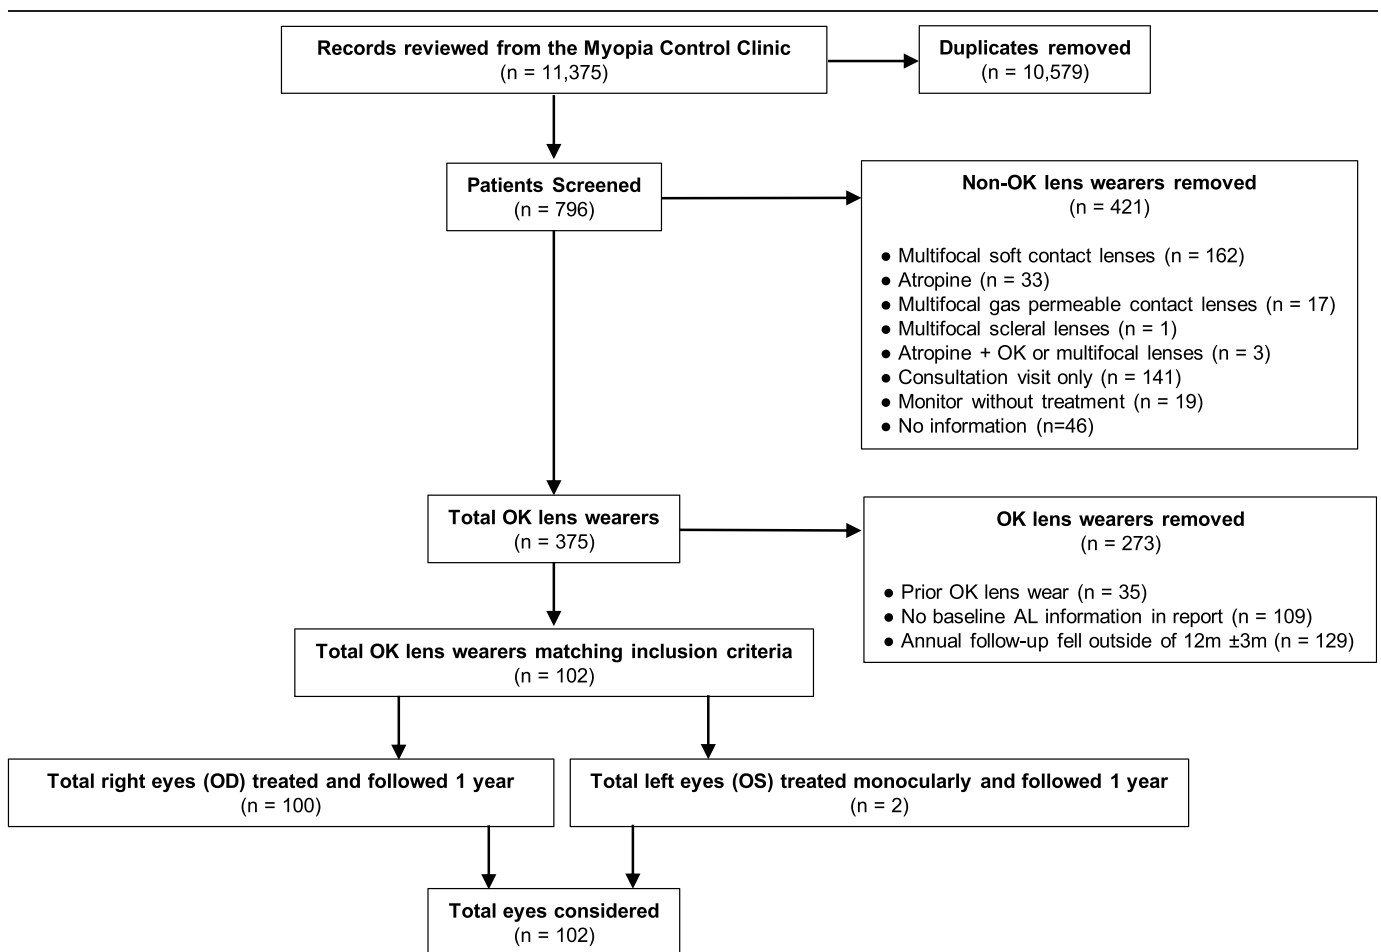 Records reviewed from the Myopia Control Clinic
(n = 11,375)
Duplicates removed
(n = 10,579)
Patients Screened
(n = 796)
Non-OK lens wearers removed
(n = 421)
● Multifocal soft contact lenses (n = 162)
● Atropine (n = 33)
● Multifocal gas permeable contact lenses (n = 17)
● Multifocal scleral lenses (n = 1)
● Atropine + OK or multifocal lenses (n = 3)
● Consultation visit only (n = 141)
● Monitor without treatment (n = 19)
● No information (n=46)
Total OK lens wearers
(n = 375)
OK lens wearers removed
(n = 273)
● Prior OK lens wear (n = 35)
● No baseline AL information in report (n = 109)
● Annual follow-up fell outside of 12m ±3m (n = 129)
Total OK lens wearers matching inclusion criteria
(n = 102)
Total right eyes (OD) treated and followed 1 year
(n = 100)
Total left eyes (OS) treated monocularly and followed 1 year
(n = 2)
Total eyes considered
(n = 102)